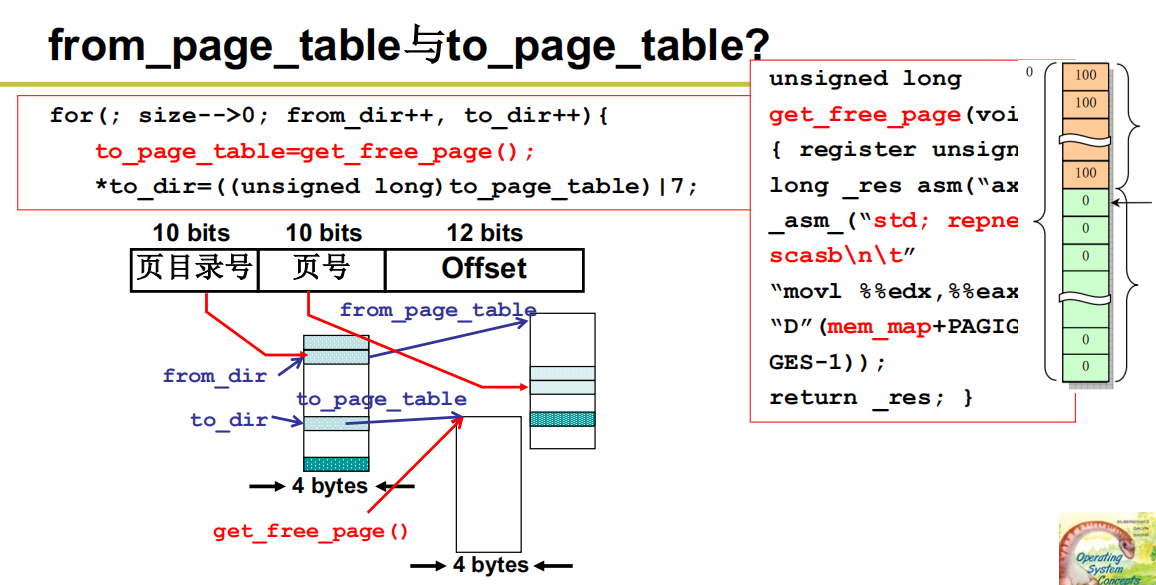 from_page_table与to_page_table?
for(; size-->0; from_dir++, to_dir++){
to_page_table=get_free_page();
*to_dir=((unsigned long)to_page_table)|7;
unsigned long
get_free_page(voi
{ register unsign
long _res asm(“ax
_asm_(“std; repne
scasb\n\t”
“movl %%edx,%%eax
“D”(mem_map+PAGIG
GES-1));
return _res; }
0
100
100
100
0
0
0
0
0
10 bits
10 bits
12 bits
页目录号
页号
Offset
from_page_table
from_dir
to_page_table
to_dir
4 bytes
get_free_page()
4 bytes
Operating
System
Concepts